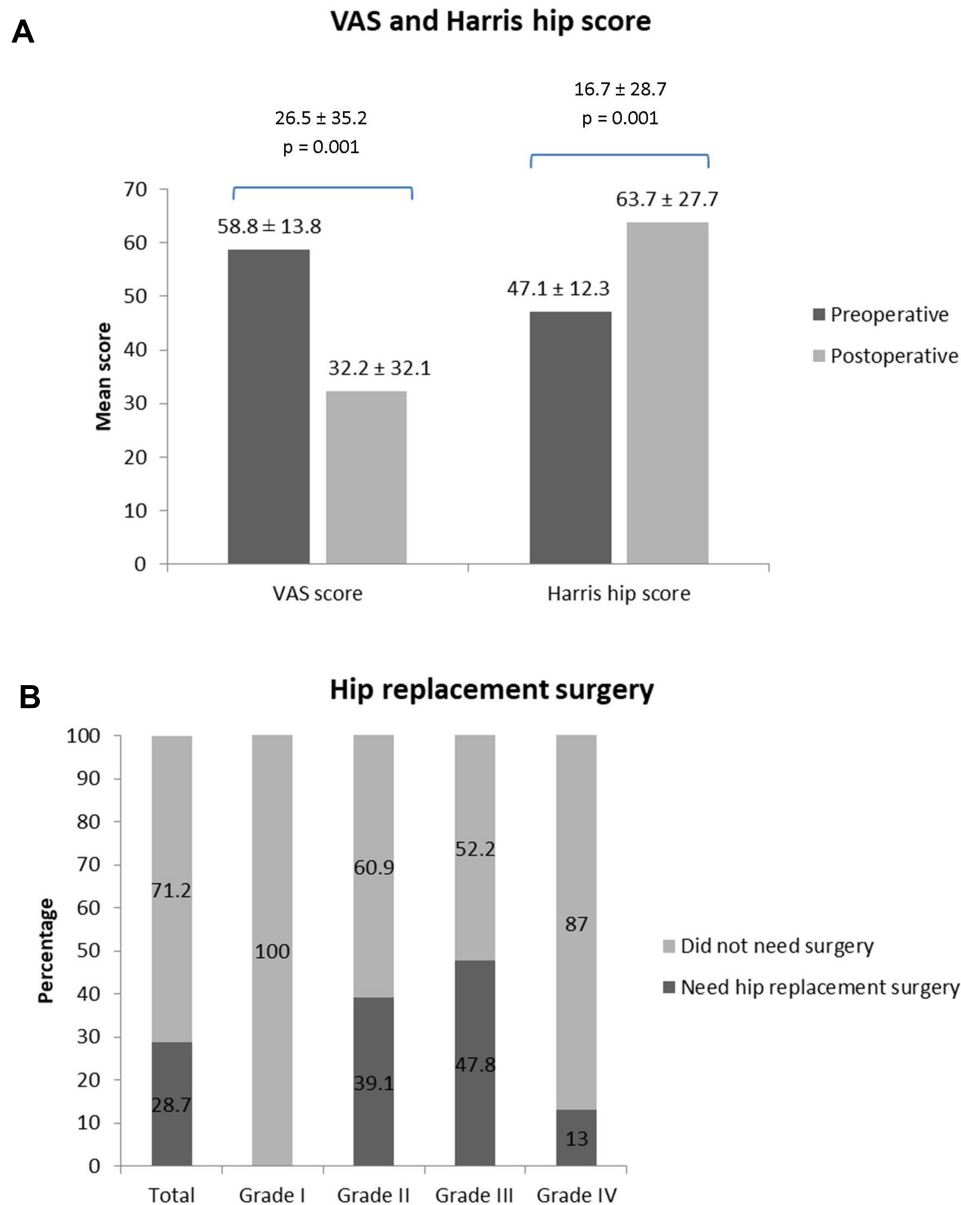 A
VAS and Harris hip score
26.5 ± 35.2
p = 0.001
16.7 ± 28.7
p = 0.001
70
60
50
40
30
20
10
0
Mean score
58.8 ± 13.8
32.2 ± 32.1
47.1 ± 12.3
63.7 ± 27.7
VAS score
Harris hip score
Preoperative
Postoperative
B
Hip replacement surgery
100
90
80
70
60
50
40
30
20
10
0
Percentage
71.2
28.7
100
60.9
39.1
52.2
47.8
87
13
Total
Grade I
Grade II
Grade III
Grade IV
Did not need surgery
Need hip replacement surgery